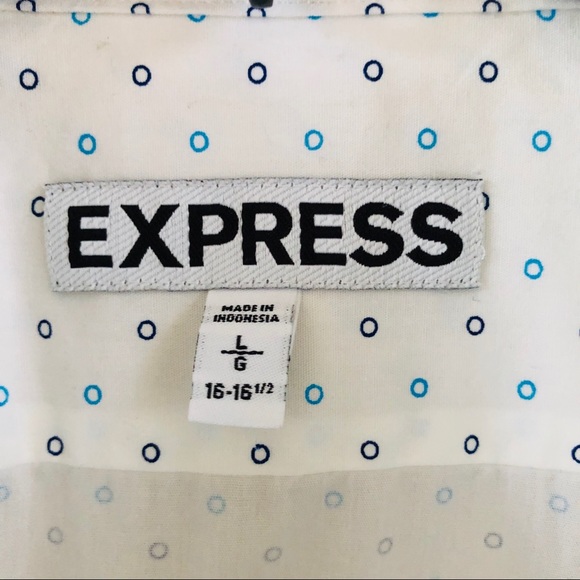 EXPRESS
MADE IN
INDONESIA
L
G
16-16 1/2